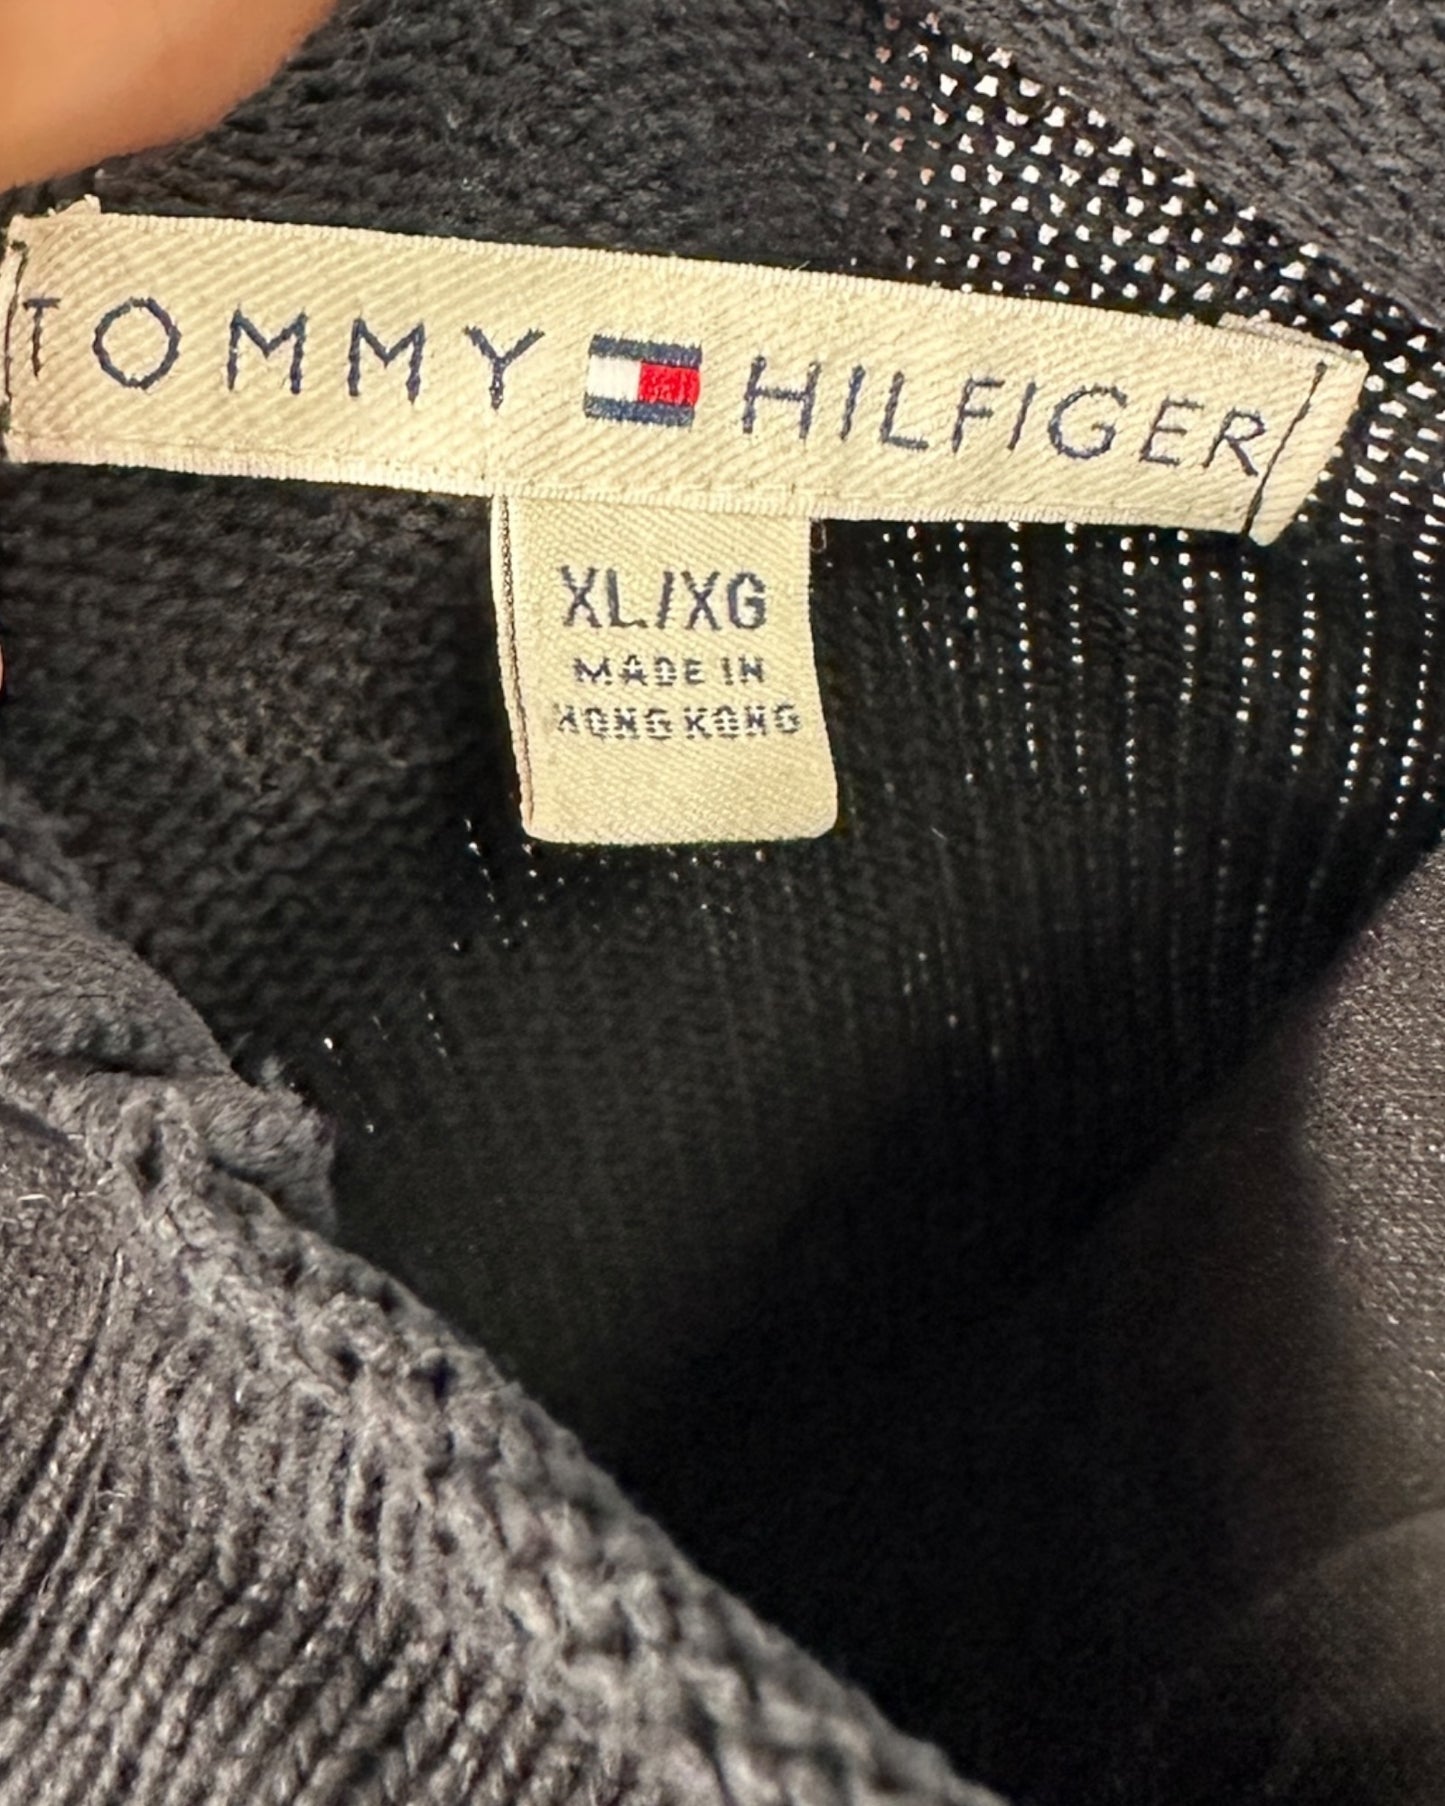 TOMMY HILFIGER
XL/XG
MADE IN
HONG KONG